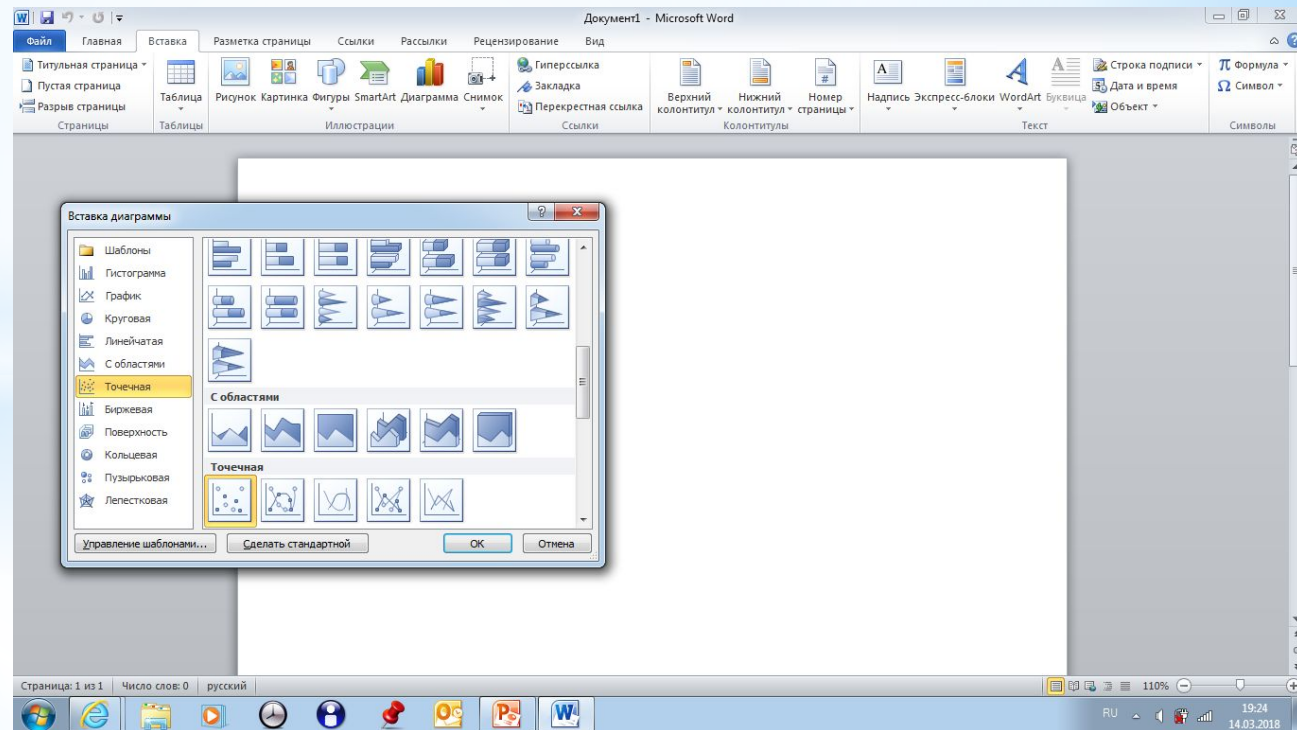 Документ1 - Microsoft Word
Файл Главная Вставка Разметка страницы Ссылки Рассылки Рецензирование Вид
Титульная страница
Пустая страница
Разрыв страницы
Страницы
Таблица
Таблицы
Рисунок Картинка Фигуры SmartArt Диаграмма Снимок
Иллюстрации
Гиперссылка
Закладка
Перекрестная ссылка
Ссылки
Верхний колонтитул
Нижний колонтитул
Номер страницы
Колонтитулы
Надпись Экспресс-блоки WordArt Буквица
Строка подписи
Дата и время
Объект
Текст
π Формула
Ω Символ
Символы
Вставка диаграммы
Шаблоны
Гистограмма
График
Круговая
Линейчатая
С областями
Точечная
Биржевая
Поверхность
Кольцевая
Пузырьковая
Лепестковая
С областями
Точечная
Управление шаблонами...
Сделать стандартной
ОК
Отмена
Страница: 1 из 1 Число слов: 0 русский
110%
RU
19:24
14.03.2018